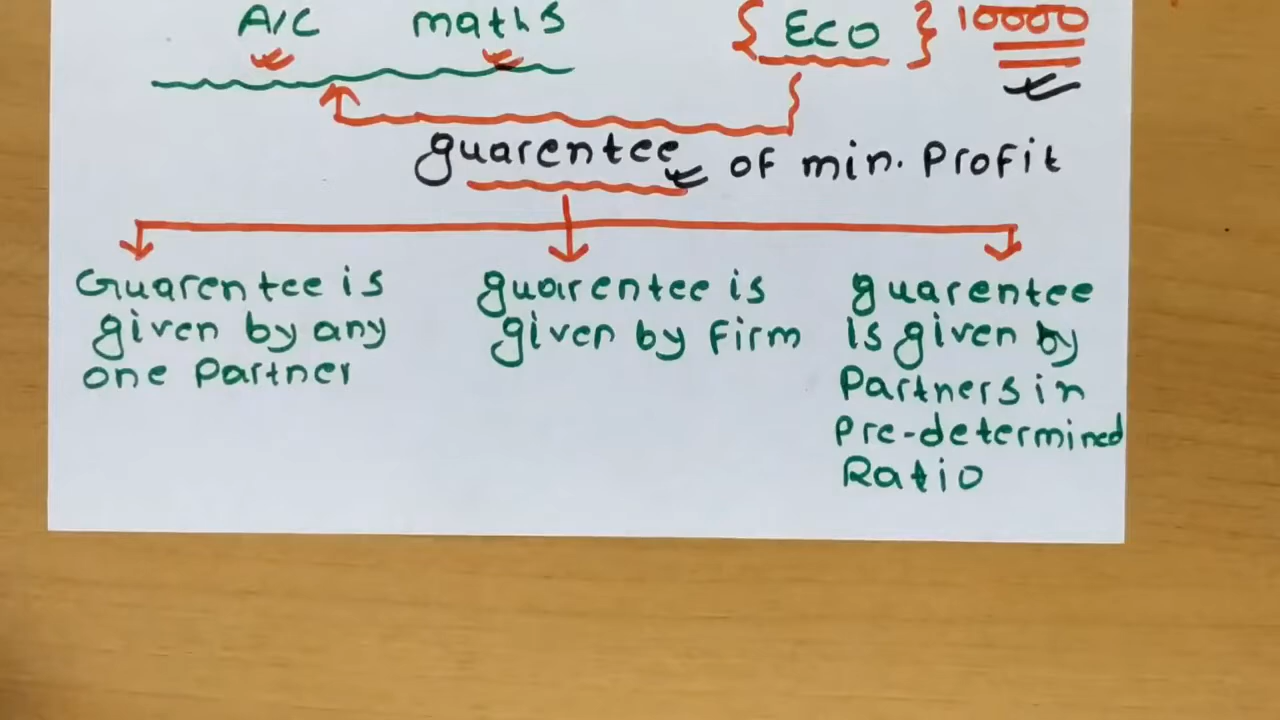 A/C maths { Eco } 10000
guarentee of min. Profit
Guarentee is
given by any
one Partner
guarentee is
given by Firm
guarentee
is given by
Partners in
Pre-determined
Ratio